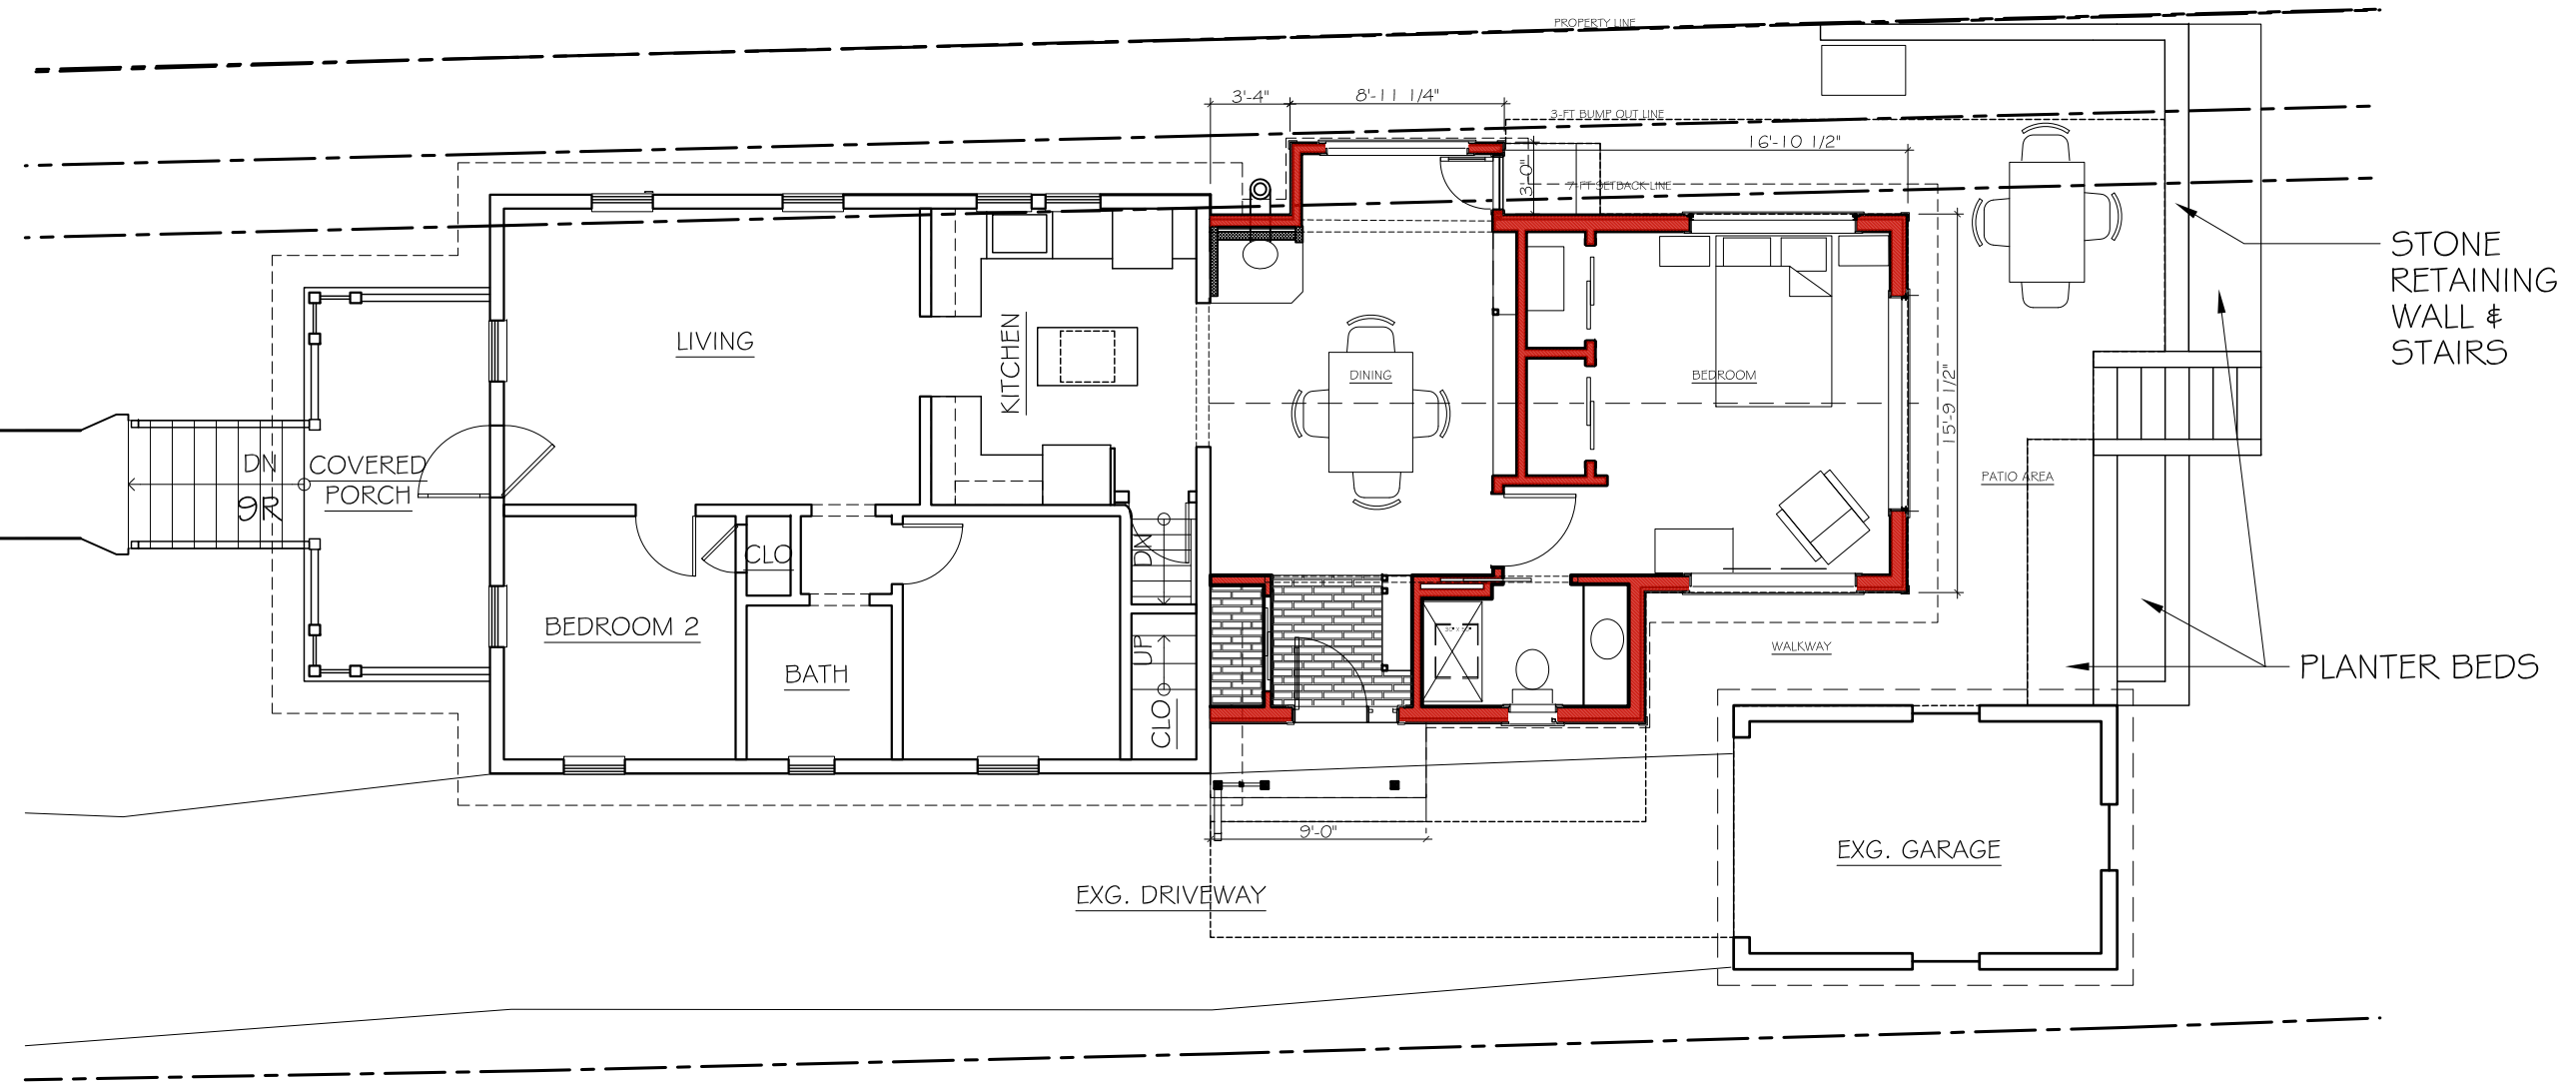 PROPERTY LINE
3'-4"
8'-11 1/4"
3-FT BUMP OUT LINE
16'-10 1/2"
3'-0"
7-FT SETBACK LINE
STONE
RETAINING
WALL &
STAIRS
LIVING
KITCHEN
DINING
BEDROOM
15'-9 1/2"
DN
9R
COVERED
PORCH
PATIO AREA
CLO
DN
BEDROOM 2
BATH
UP
CLO
WALKWAY
PLANTER BEDS
9'-0"
EXG. GARAGE
EXG. DRIVEWAY